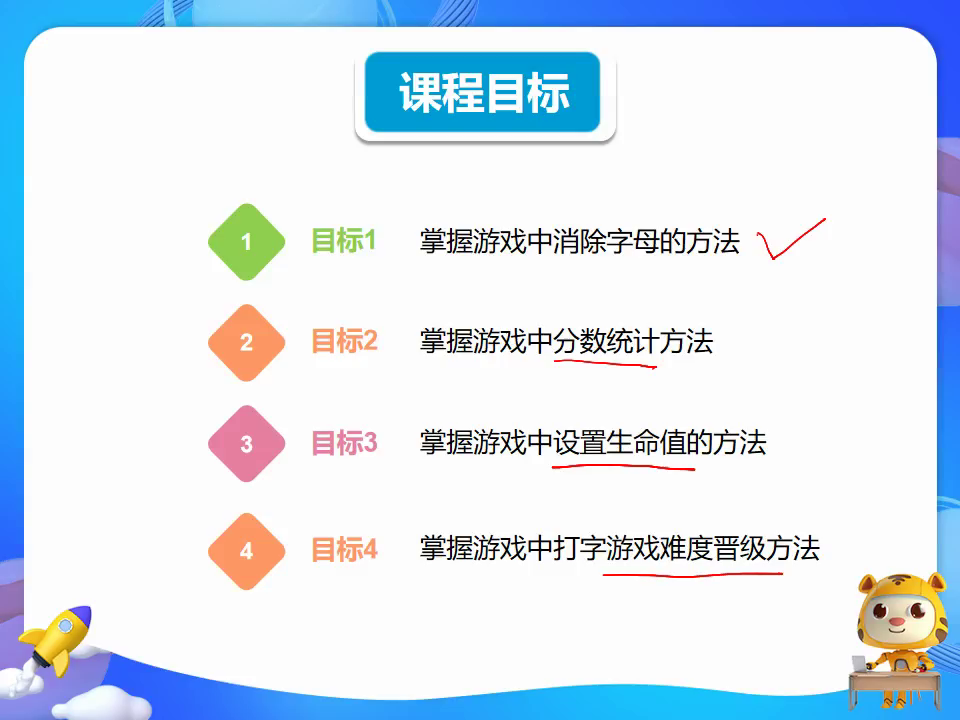 课程目标
1 目标1 掌握游戏中消除字母的方法
2 目标2 掌握游戏中分数统计方法
3 目标3 掌握游戏中设置生命值的方法
4 目标4 掌握游戏中打字游戏难度晋级方法